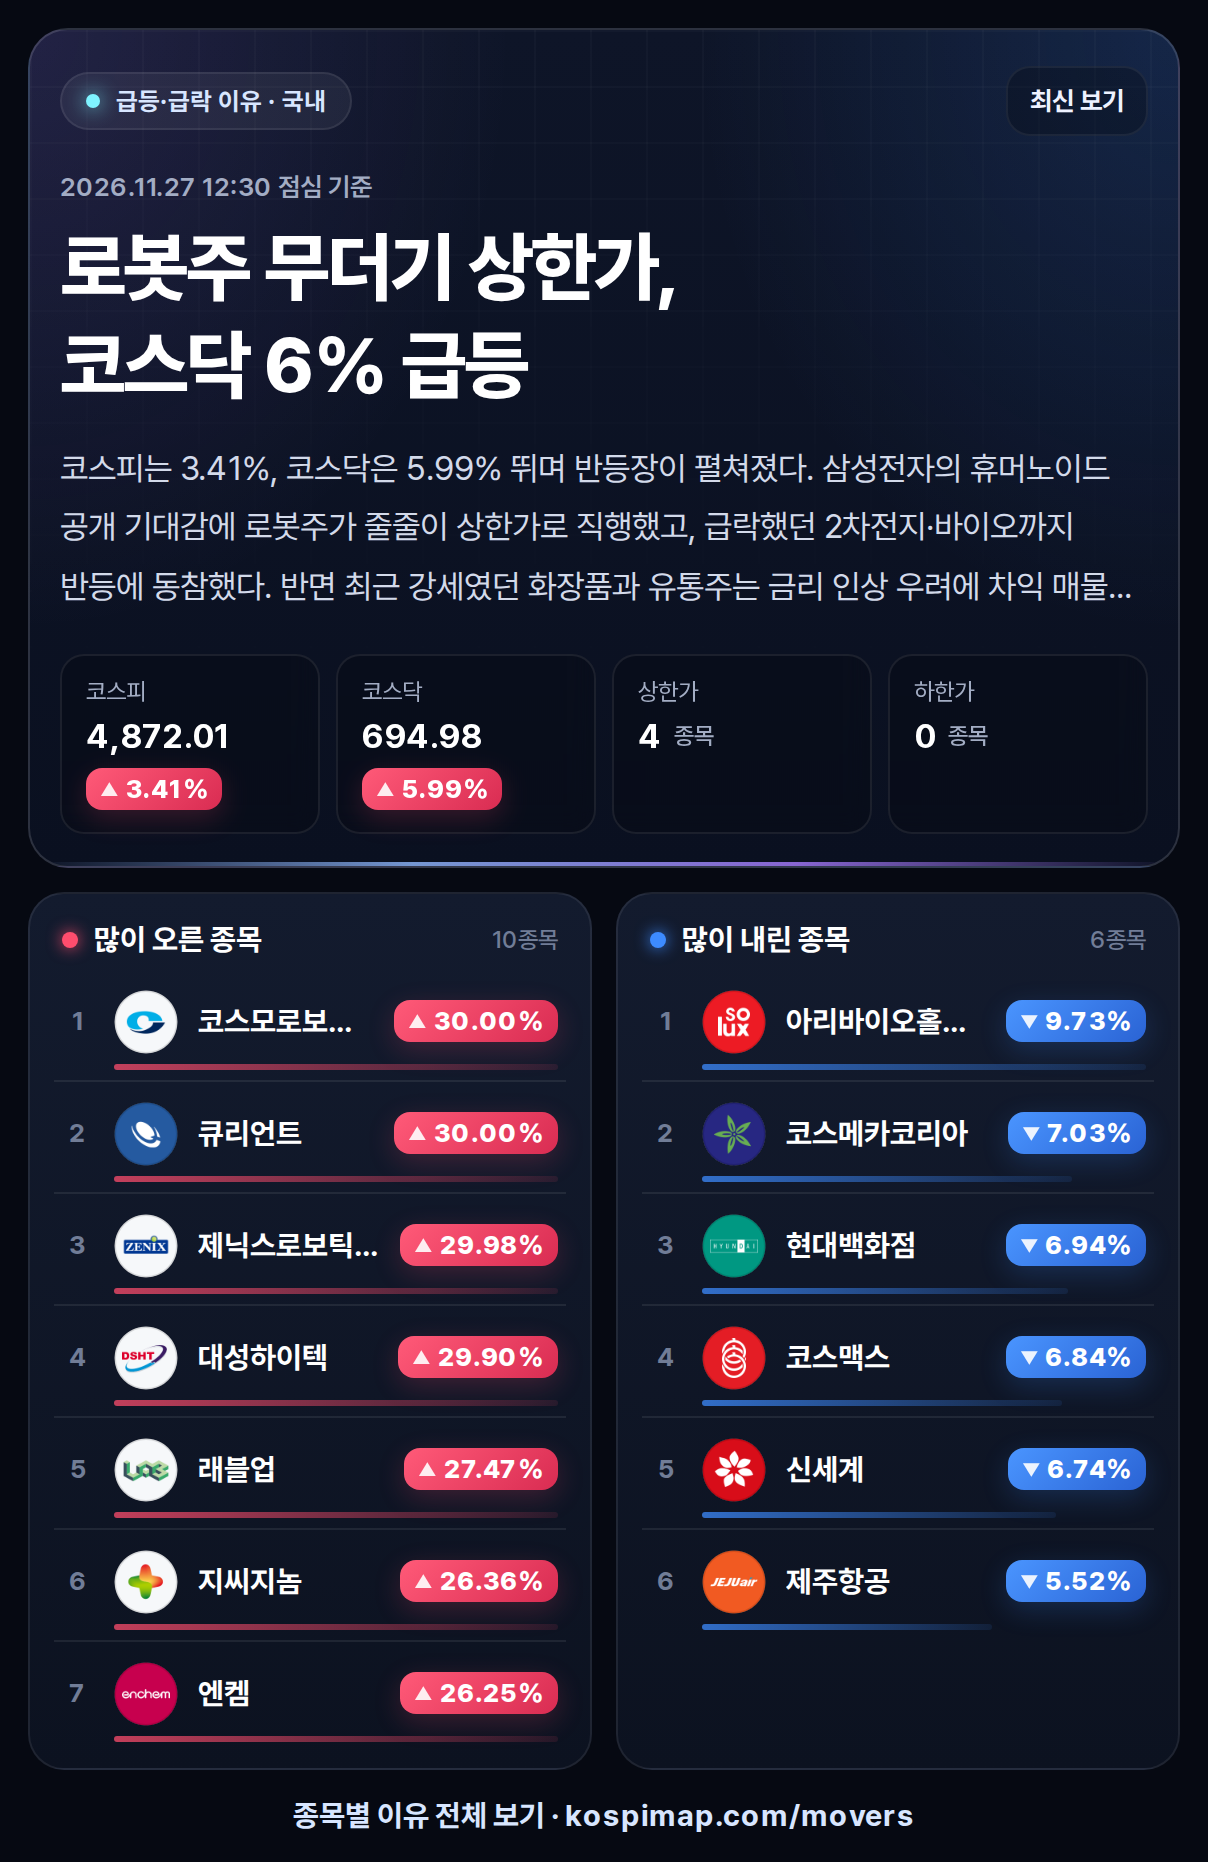 급등·급락 이유 · 국내
최신 보기
2026.11.27 12:30 점심 기준
로봇주 무더기 상한가,
코스닥 6% 급등
코스피는 3.41%, 코스닥은 5.99% 뛰며 반등장이 펼쳐졌다. 삼성전자의 휴머노이드
공개 기대감에 로봇주가 줄줄이 상한가로 직행했고, 급락했던 2차전지·바이오까지
반등에 동참했다. 반면 최근 강세였던 화장품과 유통주는 금리 인상 우려에 차익 매물...
코스피
4,872.01
▲ 3.41%
코스닥
694.98
▲ 5.99%
상한가
4 종목
하한가
0 종목
많이 오른 종목
10종목
1 코스모로보... ▲ 30.00%
2 큐리언트 ▲ 30.00%
3 ZENIX 제닉스로보틱... ▲ 29.98%
4 DSHT 대성하이텍 ▲ 29.90%
5 래블업 ▲ 27.47%
6 지씨지놈 ▲ 26.36%
7 enchem 엔켐 ▲ 26.25%
많이 내린 종목
6종목
1 SO lux 아리바이오홀... ▼ 9.73%
2 코스메카코리아 ▼ 7.03%
3 HYUNDAI 현대백화점 ▼ 6.94%
4 코스맥스 ▼ 6.84%
5 신세계 ▼ 6.74%
6 JEJUair 제주항공 ▼ 5.52%
종목별 이유 전체 보기 · kospimap.com/movers